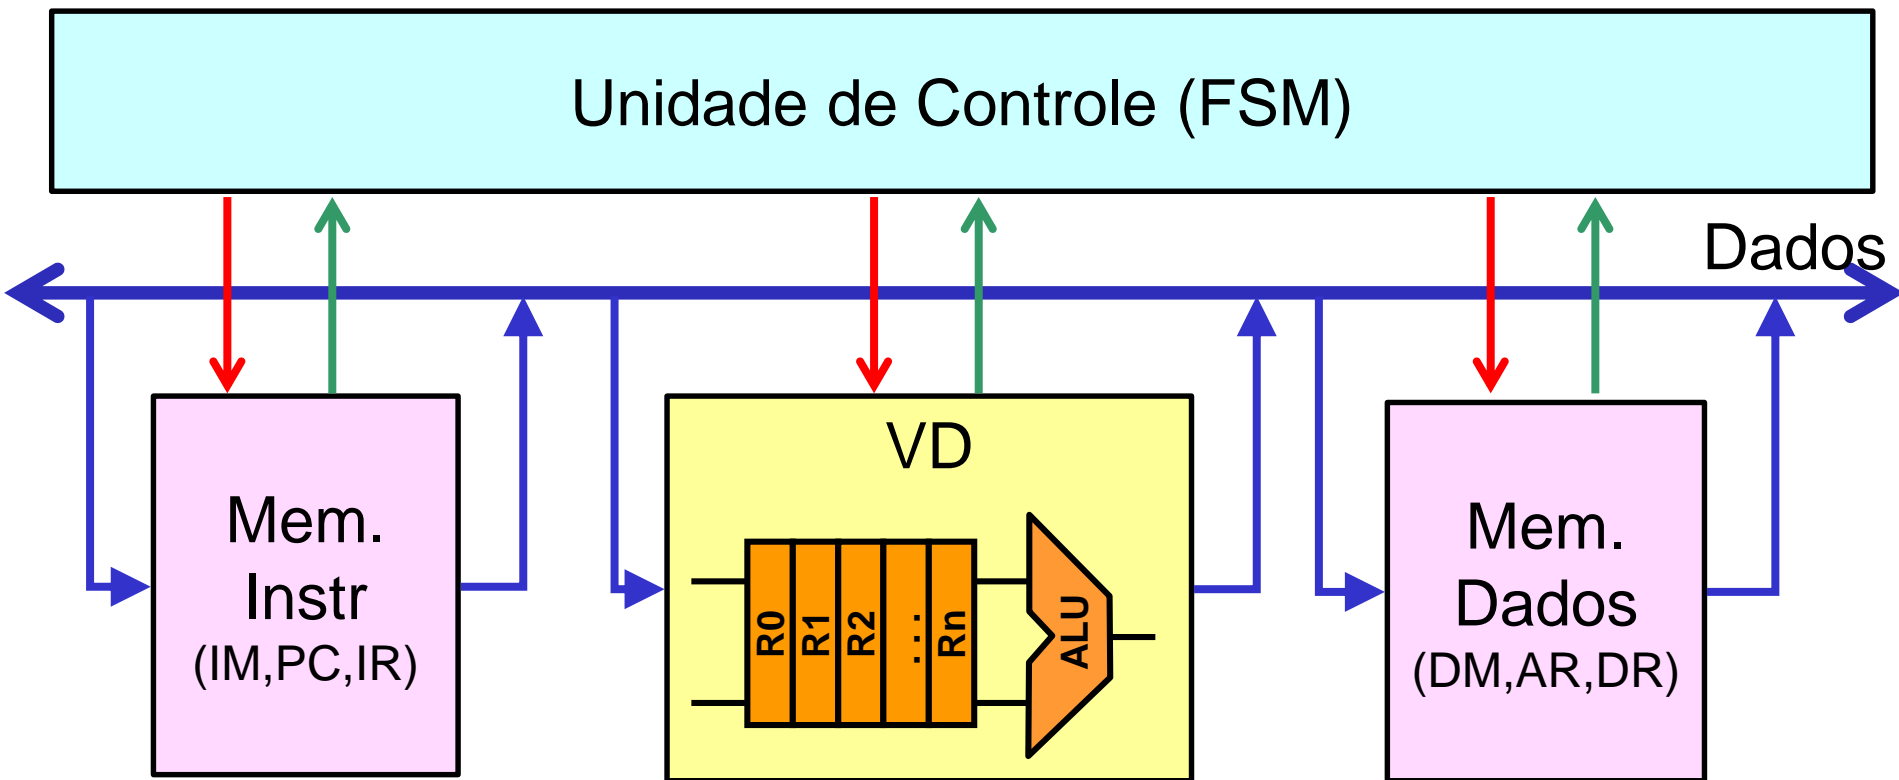 Unidade de Controle (FSM)
Dados
Mem.
Instr
(IM,PC,IR)
VD
R0
R1
R2
...
Rn
ALU
Mem.
Dados
(DM,AR,DR)